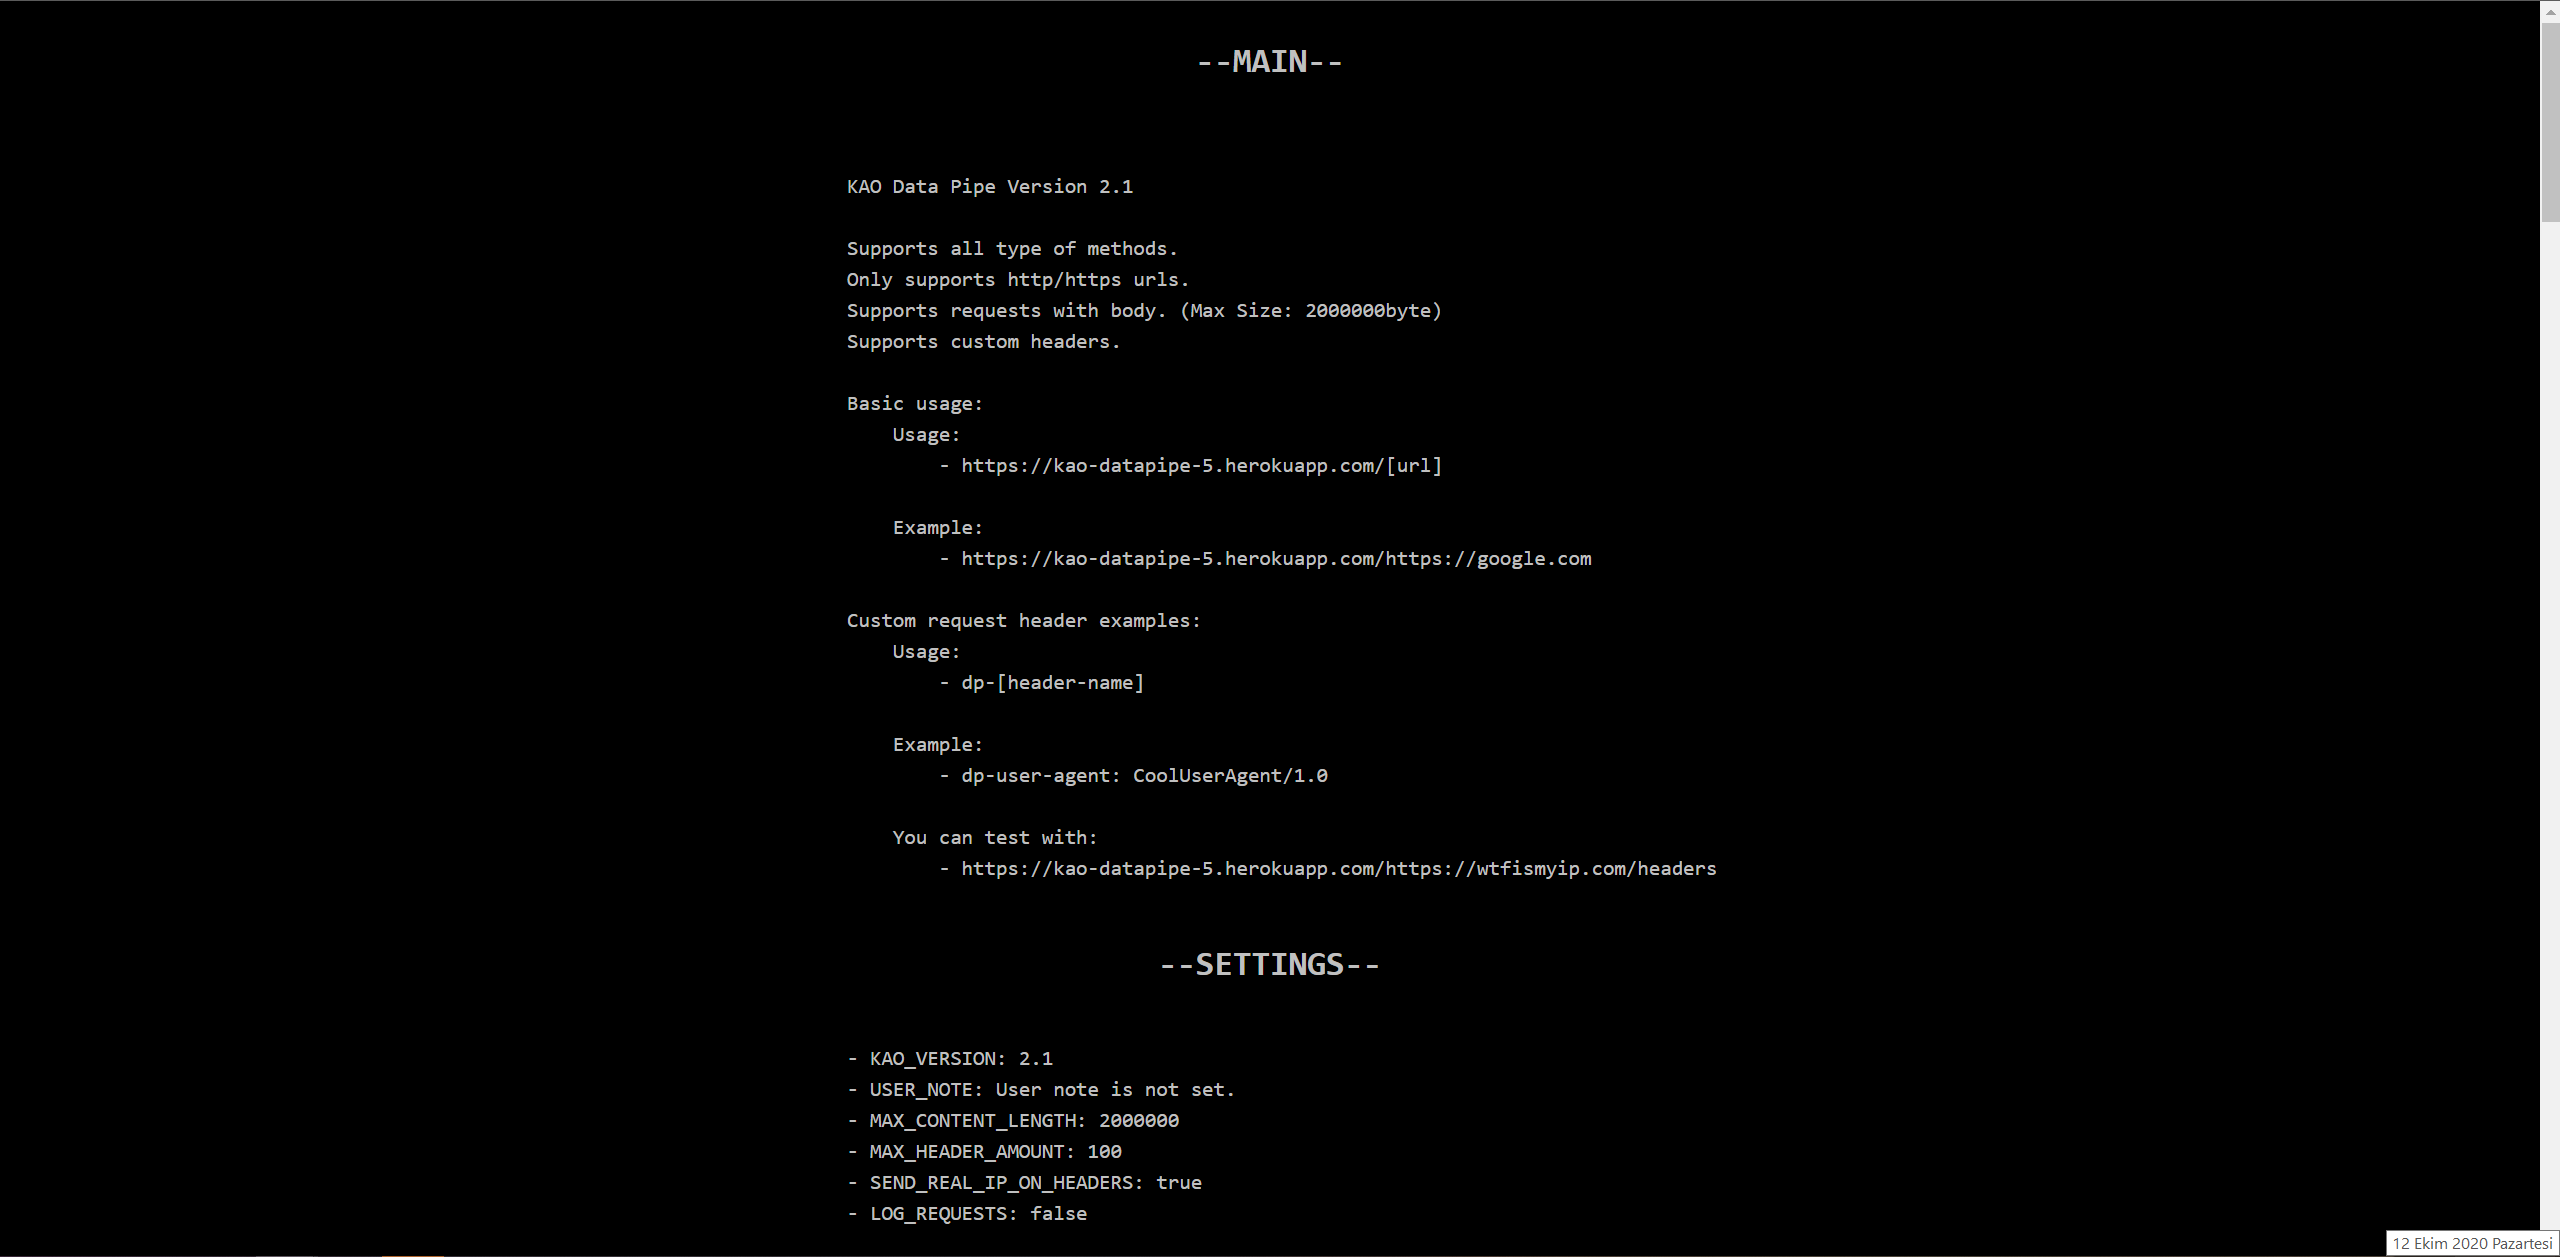 --MAIN--
KAO Data Pipe Version 2.1
Supports all type of methods.
Only supports http/https urls.
Supports requests with body. (Max Size: 2000000byte)
Supports custom headers.
Basic usage:
Usage:
- https://kao-datapipe-5.herokuapp.com/[url]
Example:
- https://kao-datapipe-5.herokuapp.com/https://google.com
Custom request header examples:
Usage:
- dp-[header-name]
Example:
- dp-user-agent: CoolUserAgent/1.0
You can test with:
- https://kao-datapipe-5.herokuapp.com/https://wtfismyip.com/headers
--SETTINGS--
- KAO_VERSION: 2.1
- USER_NOTE: User note is not set.
- MAX_CONTENT_LENGTH: 2000000
- MAX_HEADER_AMOUNT: 100
- SEND_REAL_IP_ON_HEADERS: true
- LOG_REQUESTS: false
12 Ekim 2020 Pazartesi